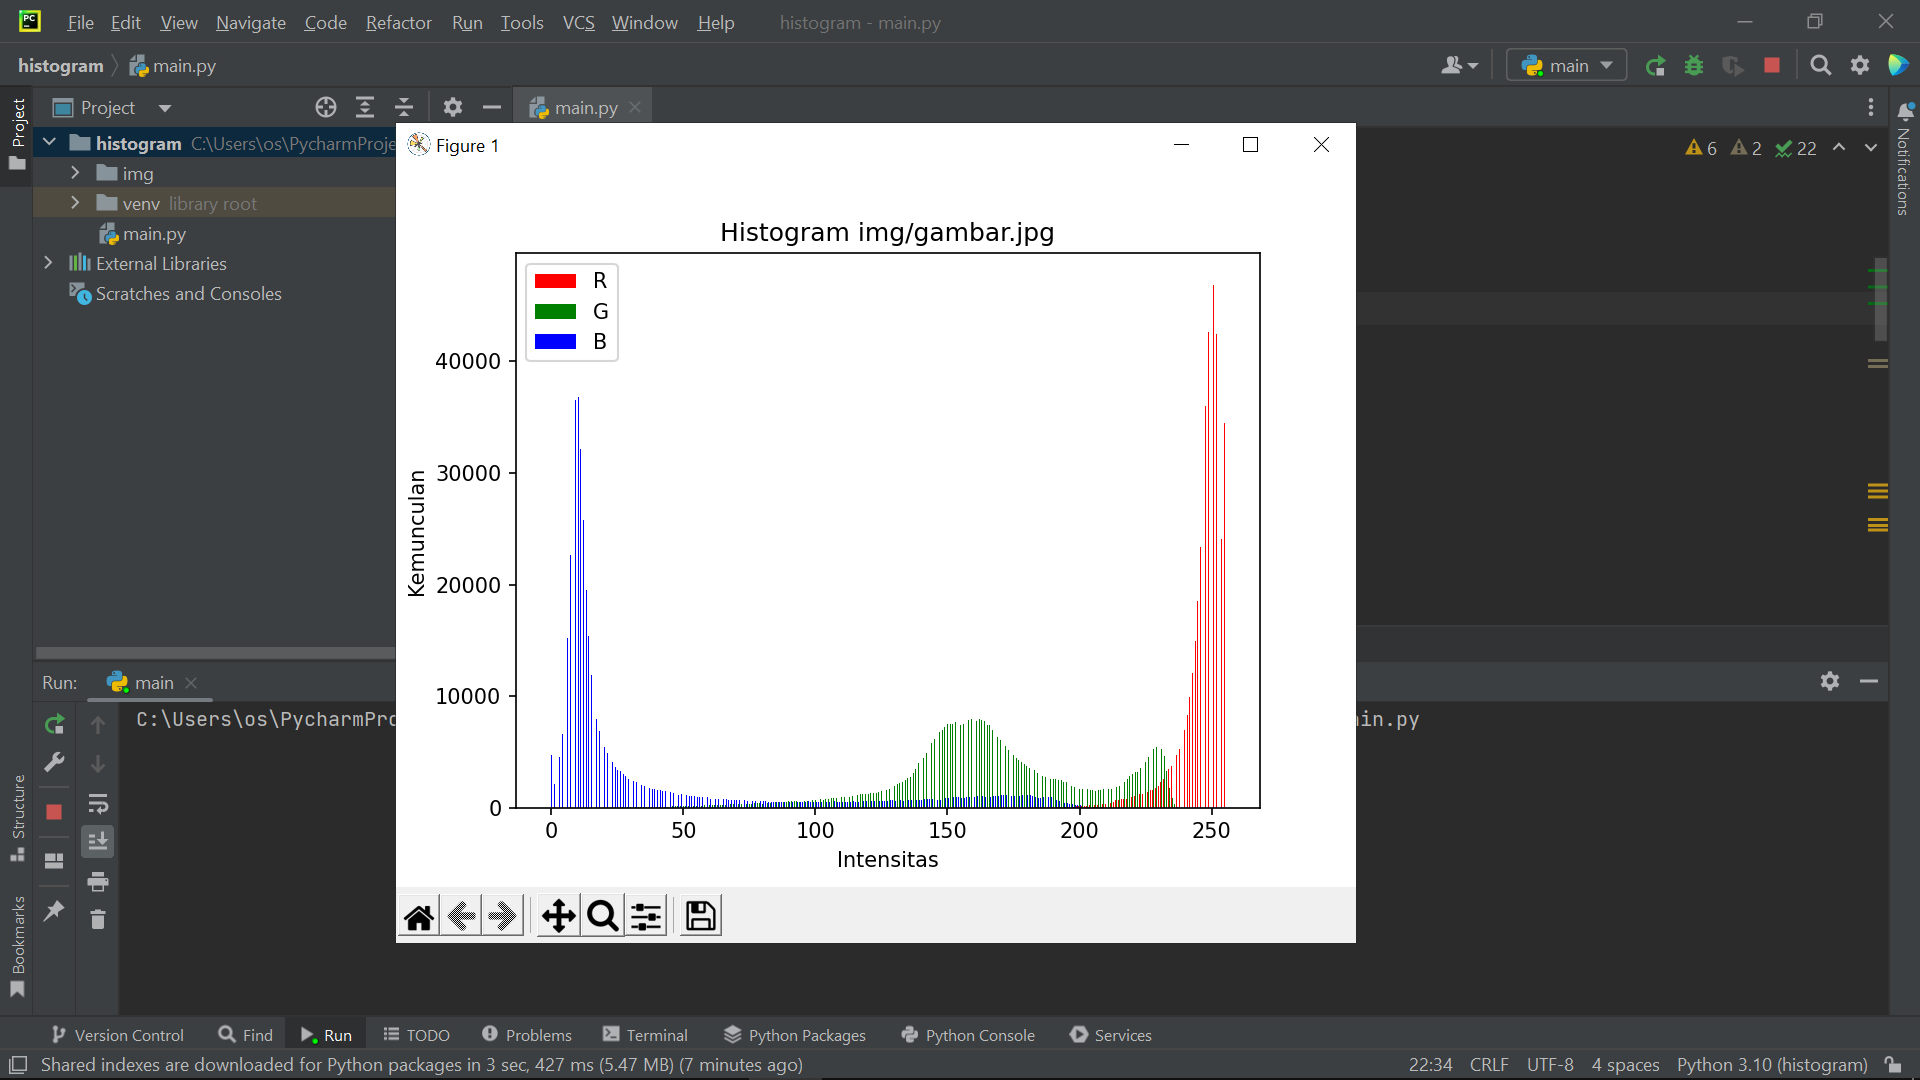 PC
File Edit View Navigate Code Refactor Run Tools VCS Window Help histogram - main.py
histogram main.py
main
Project
main.py
6 2 22
Project
histogram C:\Users\os\PycharmProje
img
venv library root
main.py
External Libraries
Scratches and Consoles
Notifications
Figure 1
Histogram img/gambar.jpg
R
G
B
40000
30000
20000
10000
0
Kemunculan
0 50 100 150 200 250
Intensitas
Run: main
C:\Users\os\PycharmPro
in.py
Structure
Bookmarks
Version Control Find Run TODO Problems Terminal Python Packages Python Console Services
Shared indexes are downloaded for Python packages in 3 sec, 427 ms (5.47 MB) (7 minutes ago) 22:34 CRLF UTF-8 4 spaces Python 3.10 (histogram)